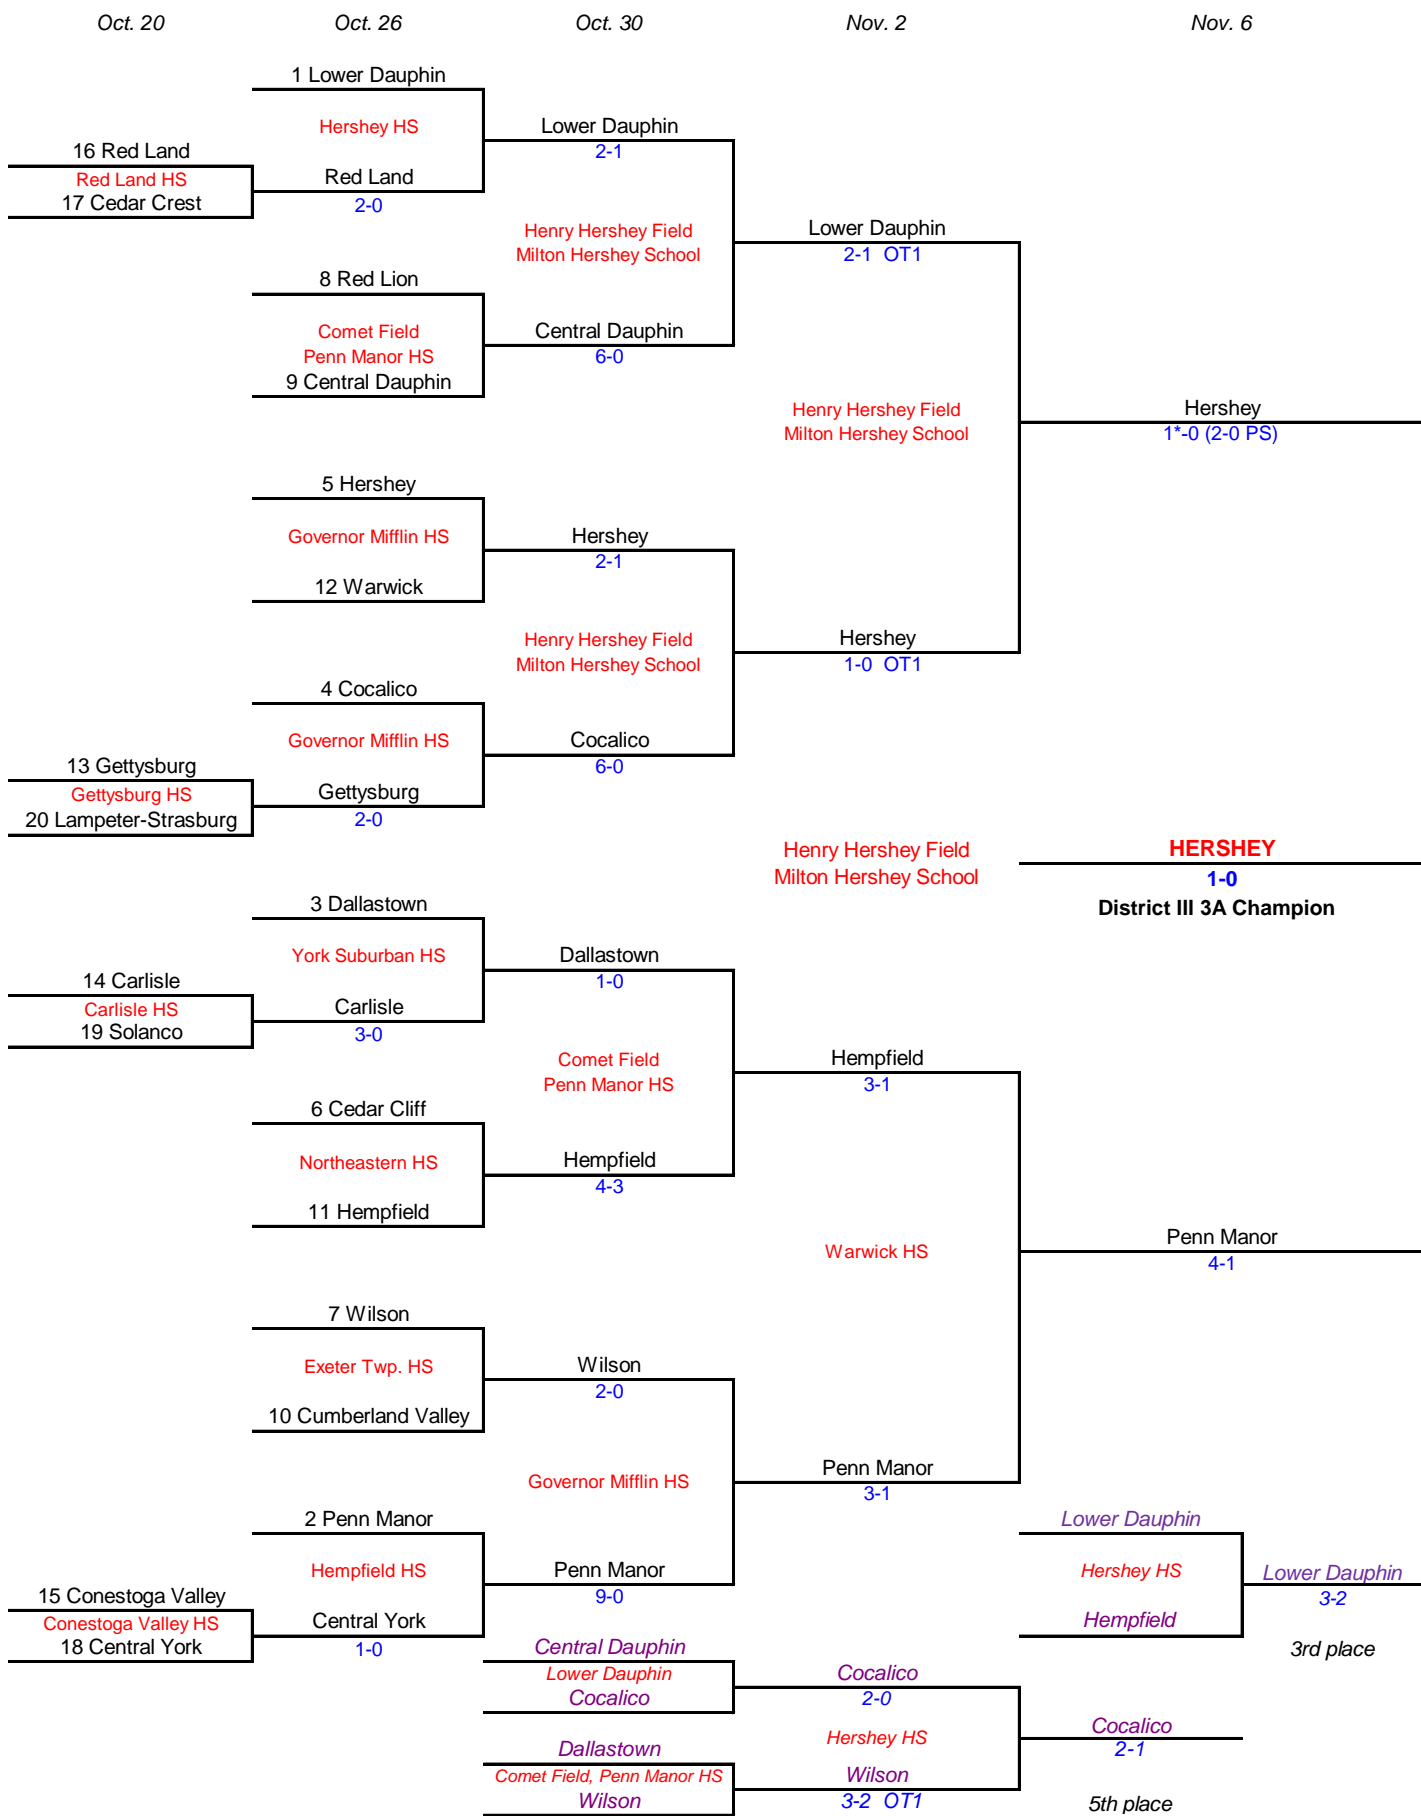 Oct. 20 Oct. 26 Oct. 30 Nov. 2 Nov. 6
1 Lower Dauphin
Hershey HS
Lower Dauphin
2-1
16 Red Land
Red Land HS
17 Cedar Crest
Red Land
2-0
Henry Hershey Field
Milton Hershey School
Lower Dauphin
2-1 OT1
8 Red Lion
Comet Field
Penn Manor HS
9 Central Dauphin
Central Dauphin
6-0
Henry Hershey Field
Milton Hershey School
Hershey
1*-0 (2-0 PS)
5 Hershey
Governor Mifflin HS
12 Warwick
Hershey
2-1
Henry Hershey Field
Milton Hershey School
Hershey
1-0 OT1
4 Cocalico
Governor Mifflin HS
Cocalico
6-0
13 Gettysburg
Gettysburg HS
20 Lampeter-Strasburg
Gettysburg
2-0
Henry Hershey Field
Milton Hershey School
HERSHEY
1-0
District III 3A Champion
3 Dallastown
York Suburban HS
Dallastown
1-0
14 Carlisle
Carlisle HS
19 Solanco
Carlisle
3-0
Comet Field
Penn Manor HS
Hempfield
3-1
6 Cedar Cliff
Northeastern HS
11 Hempfield
Hempfield
4-3
Warwick HS
Penn Manor
4-1
7 Wilson
Exeter Twp. HS
10 Cumberland Valley
Wilson
2-0
Governor Mifflin HS
Penn Manor
3-1
2 Penn Manor
Hempfield HS
Penn Manor
9-0
15 Conestoga Valley
Conestoga Valley HS
18 Central York
Central York
1-0
Lower Dauphin
Hershey HS
Hempfield
Lower Dauphin
3-2
3rd place
Central Dauphin
Lower Dauphin
Cocalico
Cocalico
2-0
Hershey HS
Cocalico
2-1
Dallastown
Comet Field, Penn Manor HS
Wilson
Wilson
3-2 OT1
5th place